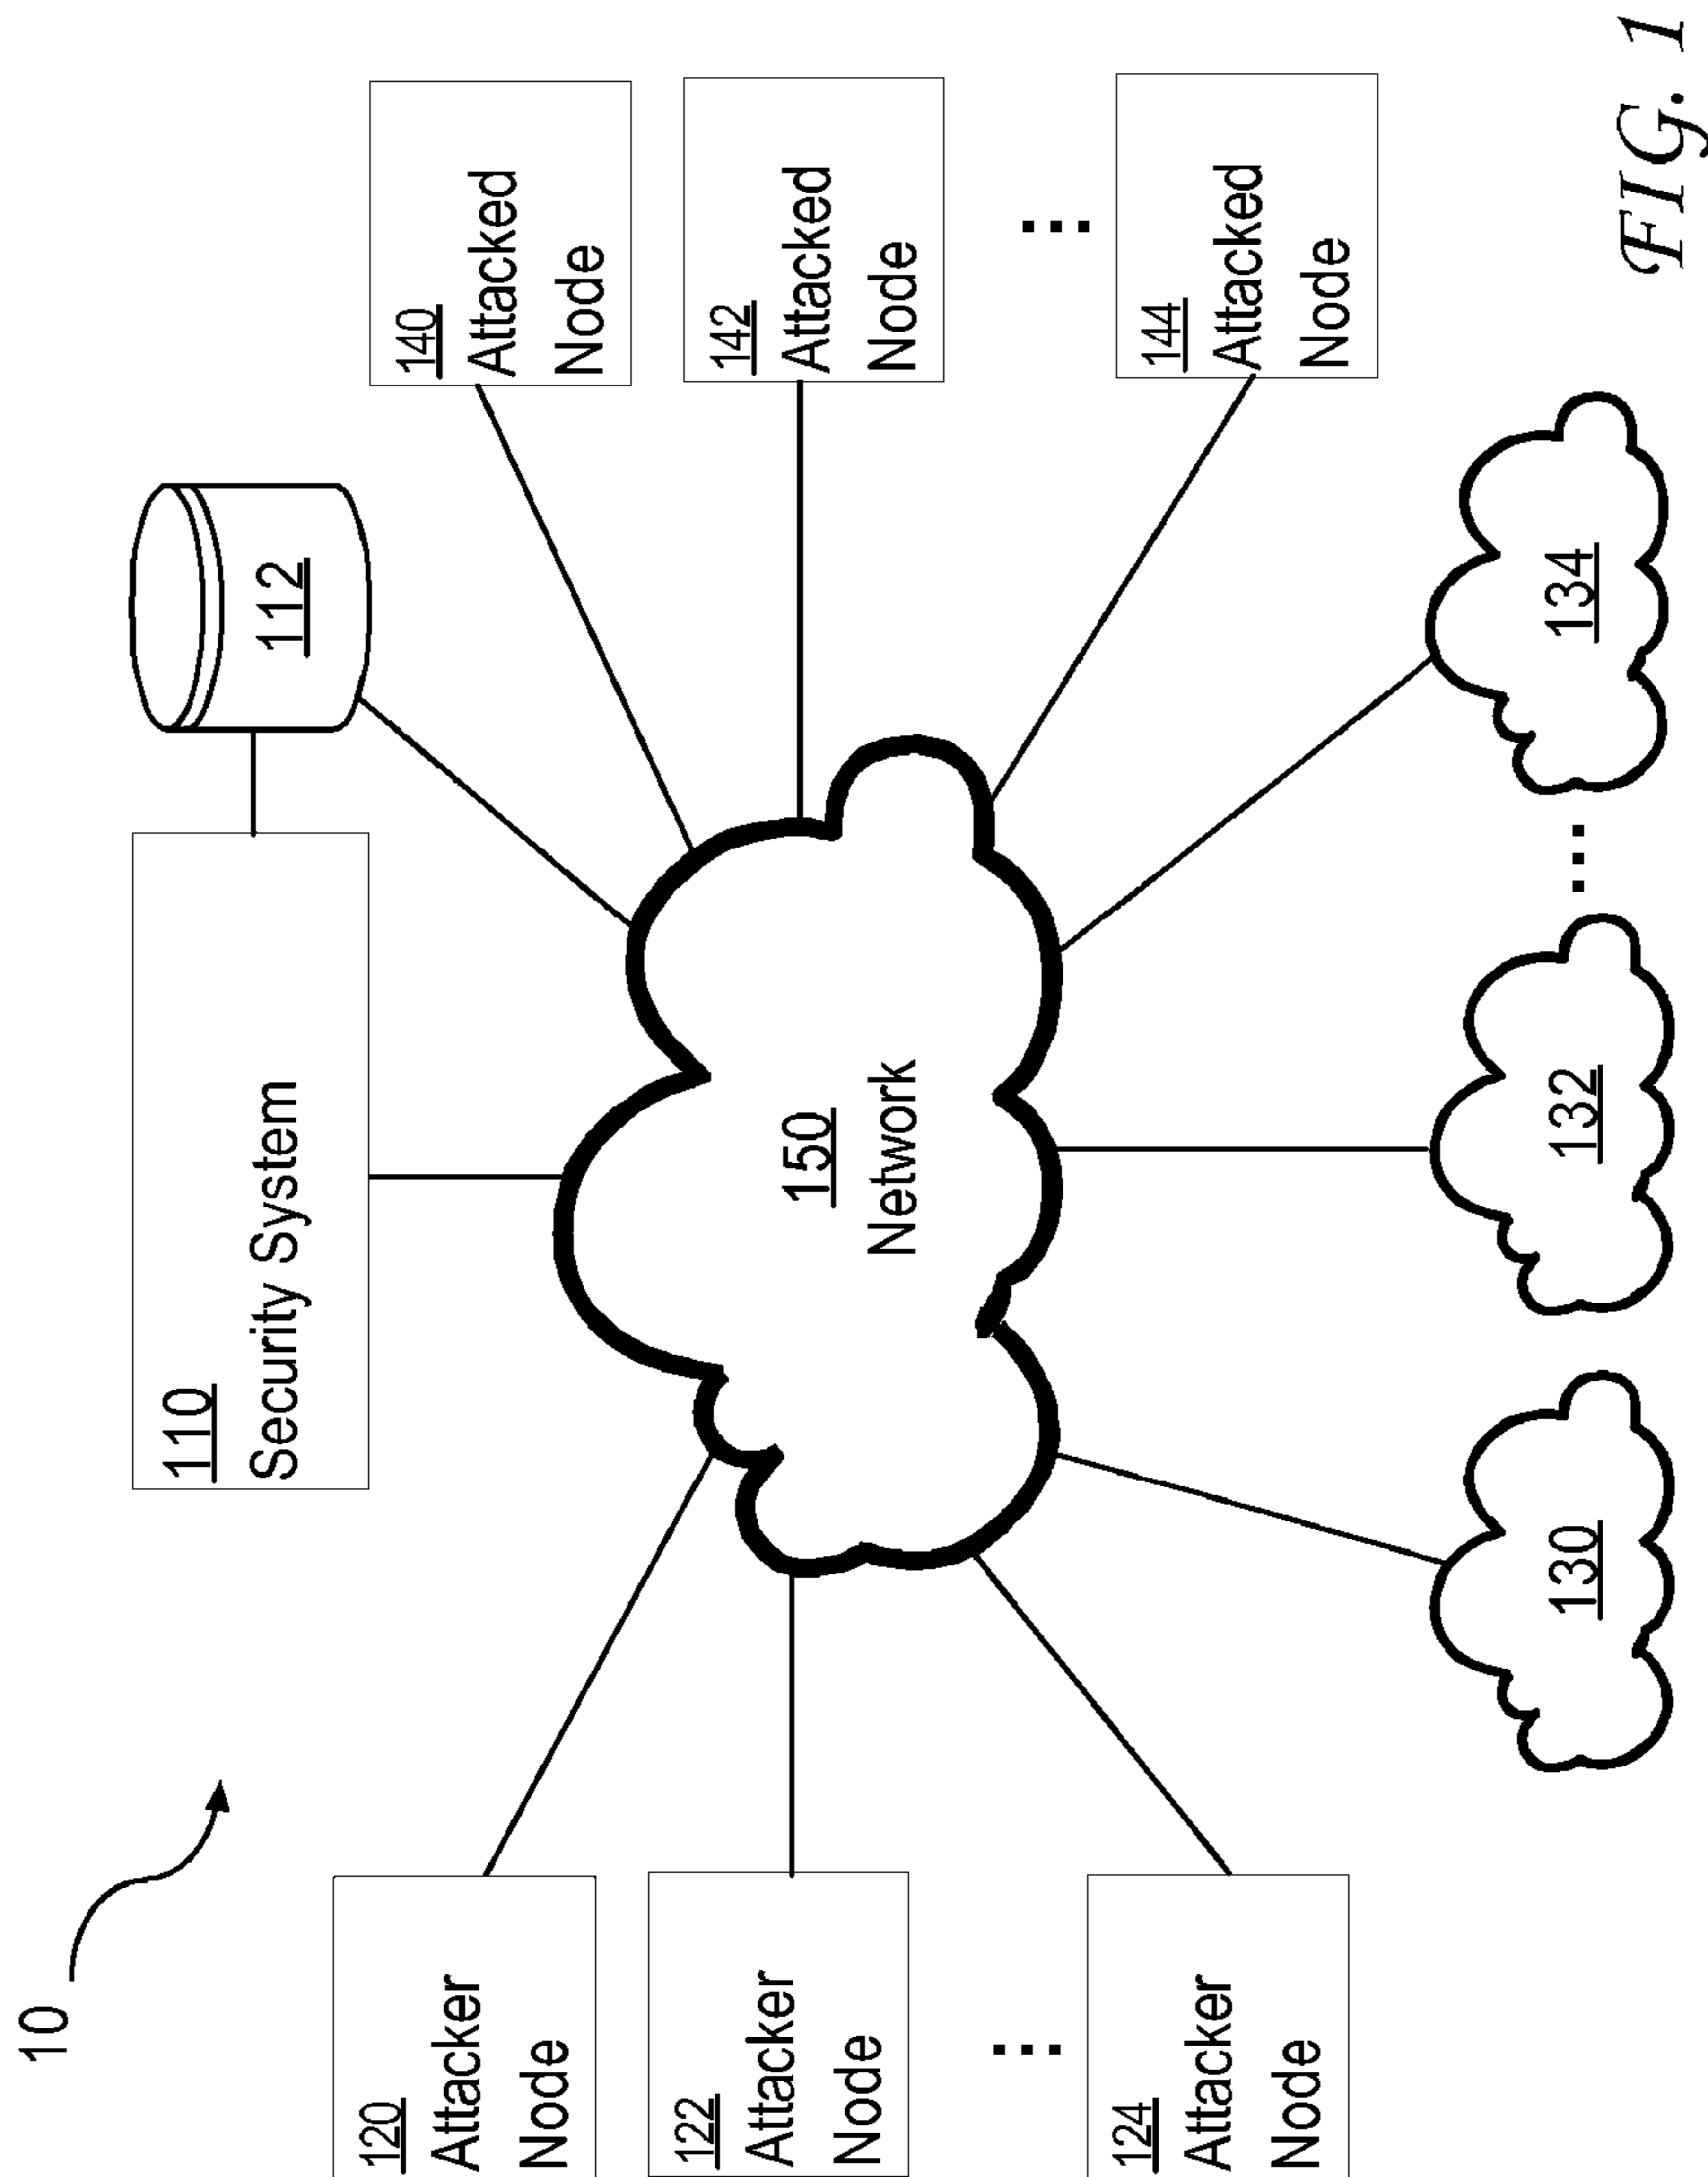 10
110
Security System
112
120
Attacker
Node
122
Attacker
Node
124
Attacker
Node
150
Network
140
Attacked
Node
142
Attacked
Node
144
Attacked
Node
130
132
134
FIG. 1